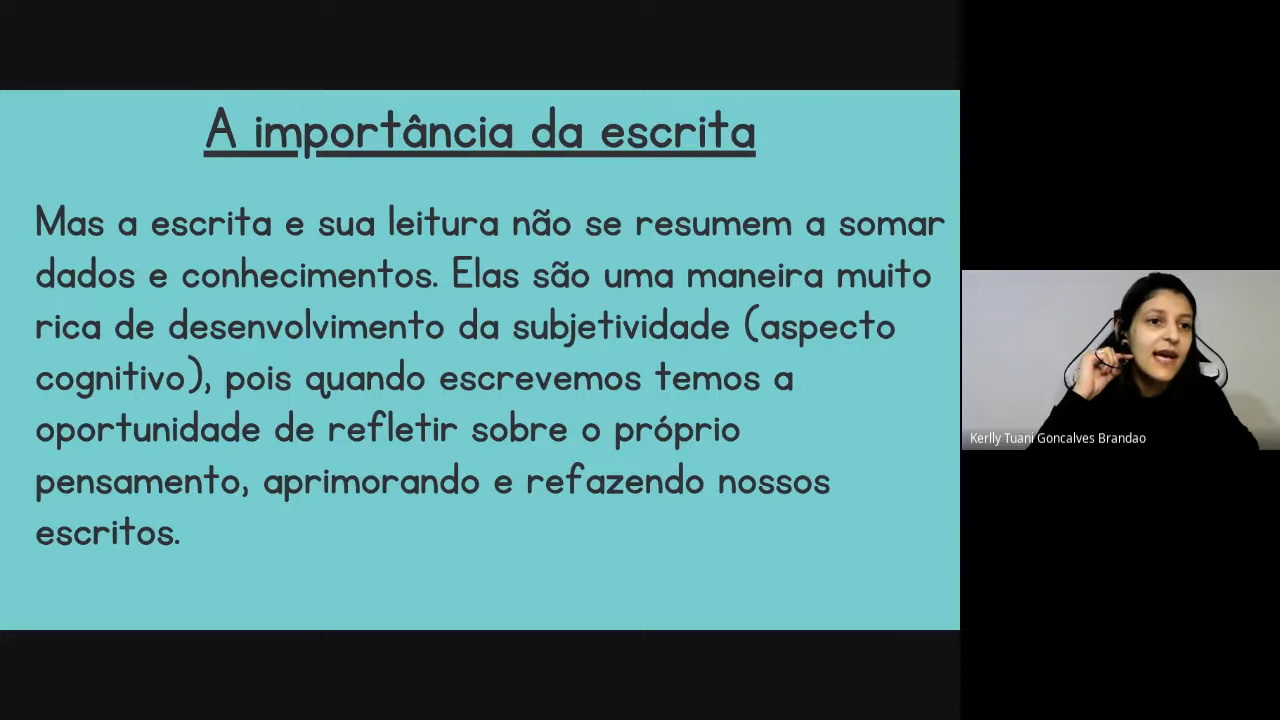 A importância da escrita
Mas a escrita e sua leitura não se resumem a somar
dados e conhecimentos. Elas são uma maneira muito
rica de desenvolvimento da subjetividade (aspecto
cognitivo), pois quando escrevemos temos a
oportunidade de refletir sobre o próprio
pensamento, aprimorando e refazendo nossos
escritos.
Kerlly Tuani Goncalves Brandao